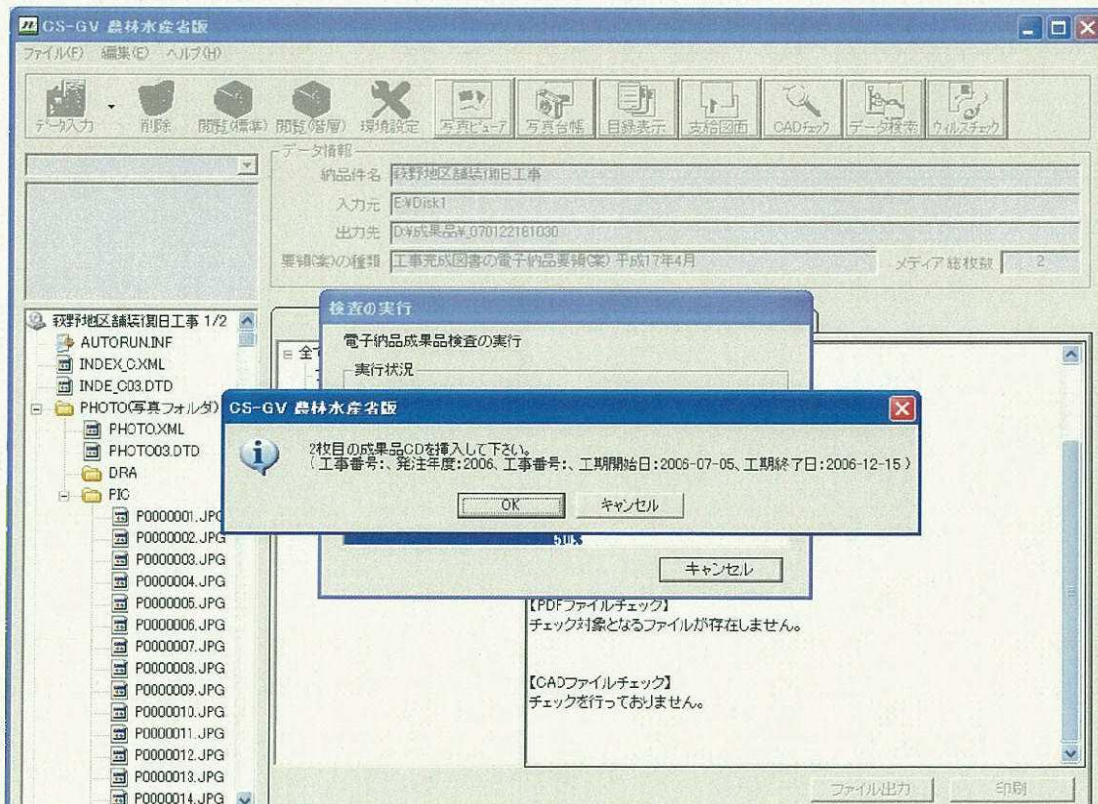 CS-GV 農林水産省版
ファイル(F) 編集(E) ヘルプ(H)
データ入力 削除 閲覧(標準) 閲覧(階層) 環境設定 写真ビューア 写真台帳 目録表示 支給図面 CADチェック データ検索 ウィルスチェック
データ情報
納品件名 萩野地区舗装(期日工事
入力元 E:¥Disk1
出力先 D:¥成果品¥_070122181030
要領(案)の種類 工事完成図書の電子納品要領(案) 平成17年4月 メディア総枚数 2
萩野地区舗装(期日工事 1/2
AUTORUN.INF
INDEX_C.XML
INDE_C03.DTD
PHOTO(写真フォルダ)
PHOTO.XML
PHOTO03.DTD
DRA
PIC
P0000001.JPG
P0000002.JPG
P0000003.JPG
P0000004.JPG
P0000005.JPG
P0000006.JPG
P0000007.JPG
P0000008.JPG
P0000009.JPG
P0000010.JPG
P0000011.JPG
P0000012.JPG
P0000013.JPG
P0000014.JPG
検査の実行
電子納品成果品検査の実行
実行状況
全て
CS-GV 農林水産省版
2枚目の成果品CDを挿入して下さい。
(工事番号:、発注年度:2006、工事番号:、工期開始日:2006-07-05、工期終了日:2006-12-15)
OK キャンセル
キャンセル
【PDFファイルチェック】
チェック対象となるファイルが存在しません。
【CADファイルチェック】
チェックを行っておりません。
ファイル出力 印刷